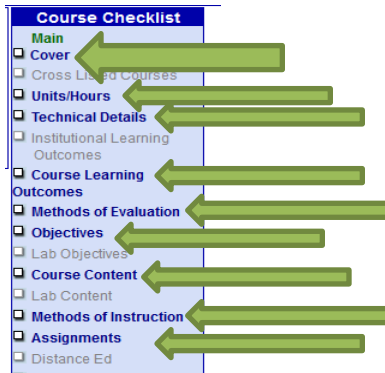 Course Checklist
Main
Cover
Cross Listed Courses
Units/Hours
Technical Details
Institutional Learning
Outcomes
Course Learning
Outcomes
Methods of Evaluation
Objectives
Lab Objectives
Course Content
Lab Content
Methods of Instruction
Assignments
Distance Ed